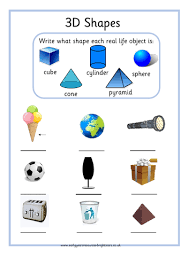 3D Shapes
Write what shape each real life object is:
cube
cylinder
sphere
cone
pyramid